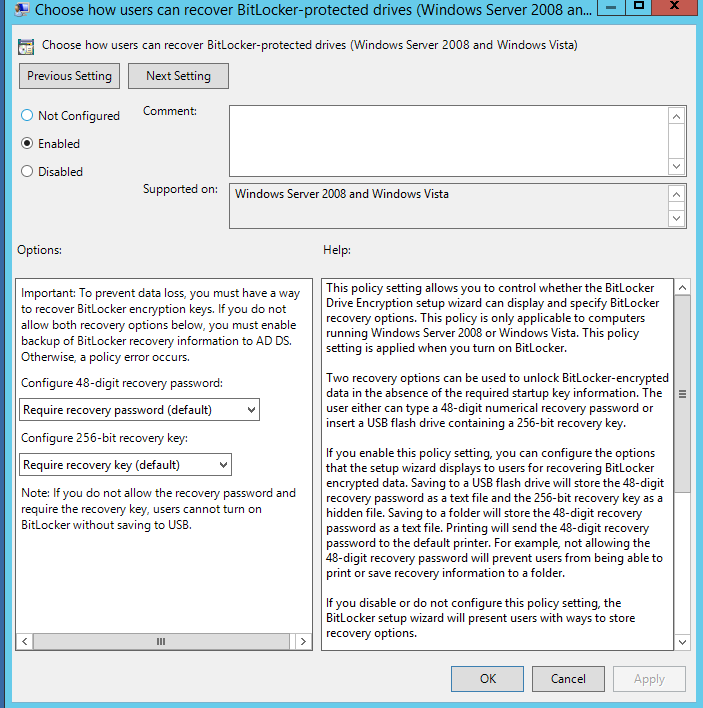 Choose how users can recover BitLocker-protected drives (Windows Server 2008 an...
Choose how users can recover BitLocker-protected drives (Windows Server 2008 and Windows Vista)
Previous Setting
Next Setting
Not Configured
Enabled
Disabled
Comment:
Supported on:
Windows Server 2008 and Windows Vista
Options:
Important: To prevent data loss, you must have a way
to recover BitLocker encryption keys. If you do not
allow both recovery options below, you must enable
backup of BitLocker recovery information to AD DS.
Otherwise, a policy error occurs.
Configure 48-digit recovery password:
Require recovery password (default)
Configure 256-bit recovery key:
Require recovery key (default)
Note: If you do not allow the recovery password and
require the recovery key, users cannot turn on
BitLocker without saving to USB.
Help:
This policy setting allows you to control whether the BitLocker
Drive Encryption setup wizard can display and specify BitLocker
recovery options. This policy is only applicable to computers
running Windows Server 2008 or Windows Vista. This policy
setting is applied when you turn on BitLocker.
Two recovery options can be used to unlock BitLocker-encrypted
data in the absence of the required startup key information. The
user either can type a 48-digit numerical recovery password or
insert a USB flash drive containing a 256-bit recovery key.
If you enable this policy setting, you can configure the options
that the setup wizard displays to users for recovering BitLocker
encrypted data. Saving to a USB flash drive will store the 48-digit
recovery password as a text file and the 256-bit recovery key as a
hidden file. Saving to a folder will store the 48-digit recovery
password as a text file. Printing will send the 48-digit recovery
password to the default printer. For example, not allowing the
48-digit recovery password will prevent users from being able to
print or save recovery information to a folder.
If you disable or do not configure this policy setting, the
BitLocker setup wizard will present users with ways to store
recovery options.
OK
Cancel
Apply